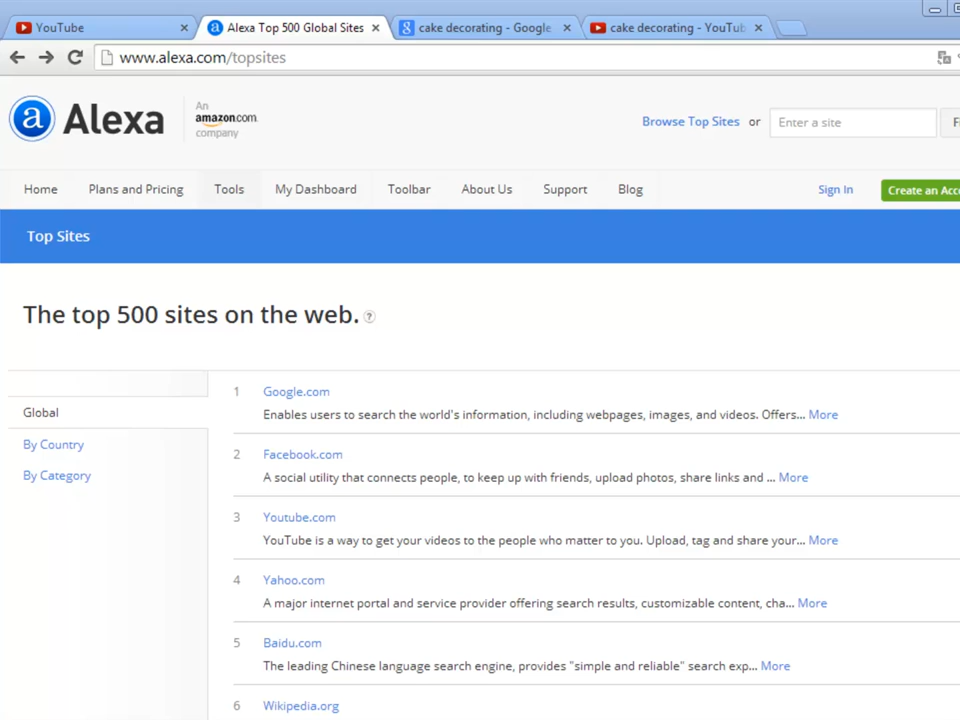 YouTube
Alexa Top 500 Global Sites
cake decorating - Google
cake decorating - YouTub
www.alexa.com/topsites
a Alexa
An
amazon.com
company
Browse Top Sites or Enter a site
Home Plans and Pricing Tools My Dashboard Toolbar About Us Support Blog Sign In Create an Acc
Top Sites
The top 500 sites on the web. ?
Global
By Country
By Category
1 Google.com
Enables users to search the world's information, including webpages, images, and videos. Offers... More
2 Facebook.com
A social utility that connects people, to keep up with friends, upload photos, share links and ... More
3 Youtube.com
YouTube is a way to get your videos to the people who matter to you. Upload, tag and share your... More
4 Yahoo.com
A major internet portal and service provider offering search results, customizable content, cha... More
5 Baidu.com
The leading Chinese language search engine, provides "simple and reliable" search exp... More
6 Wikipedia.org